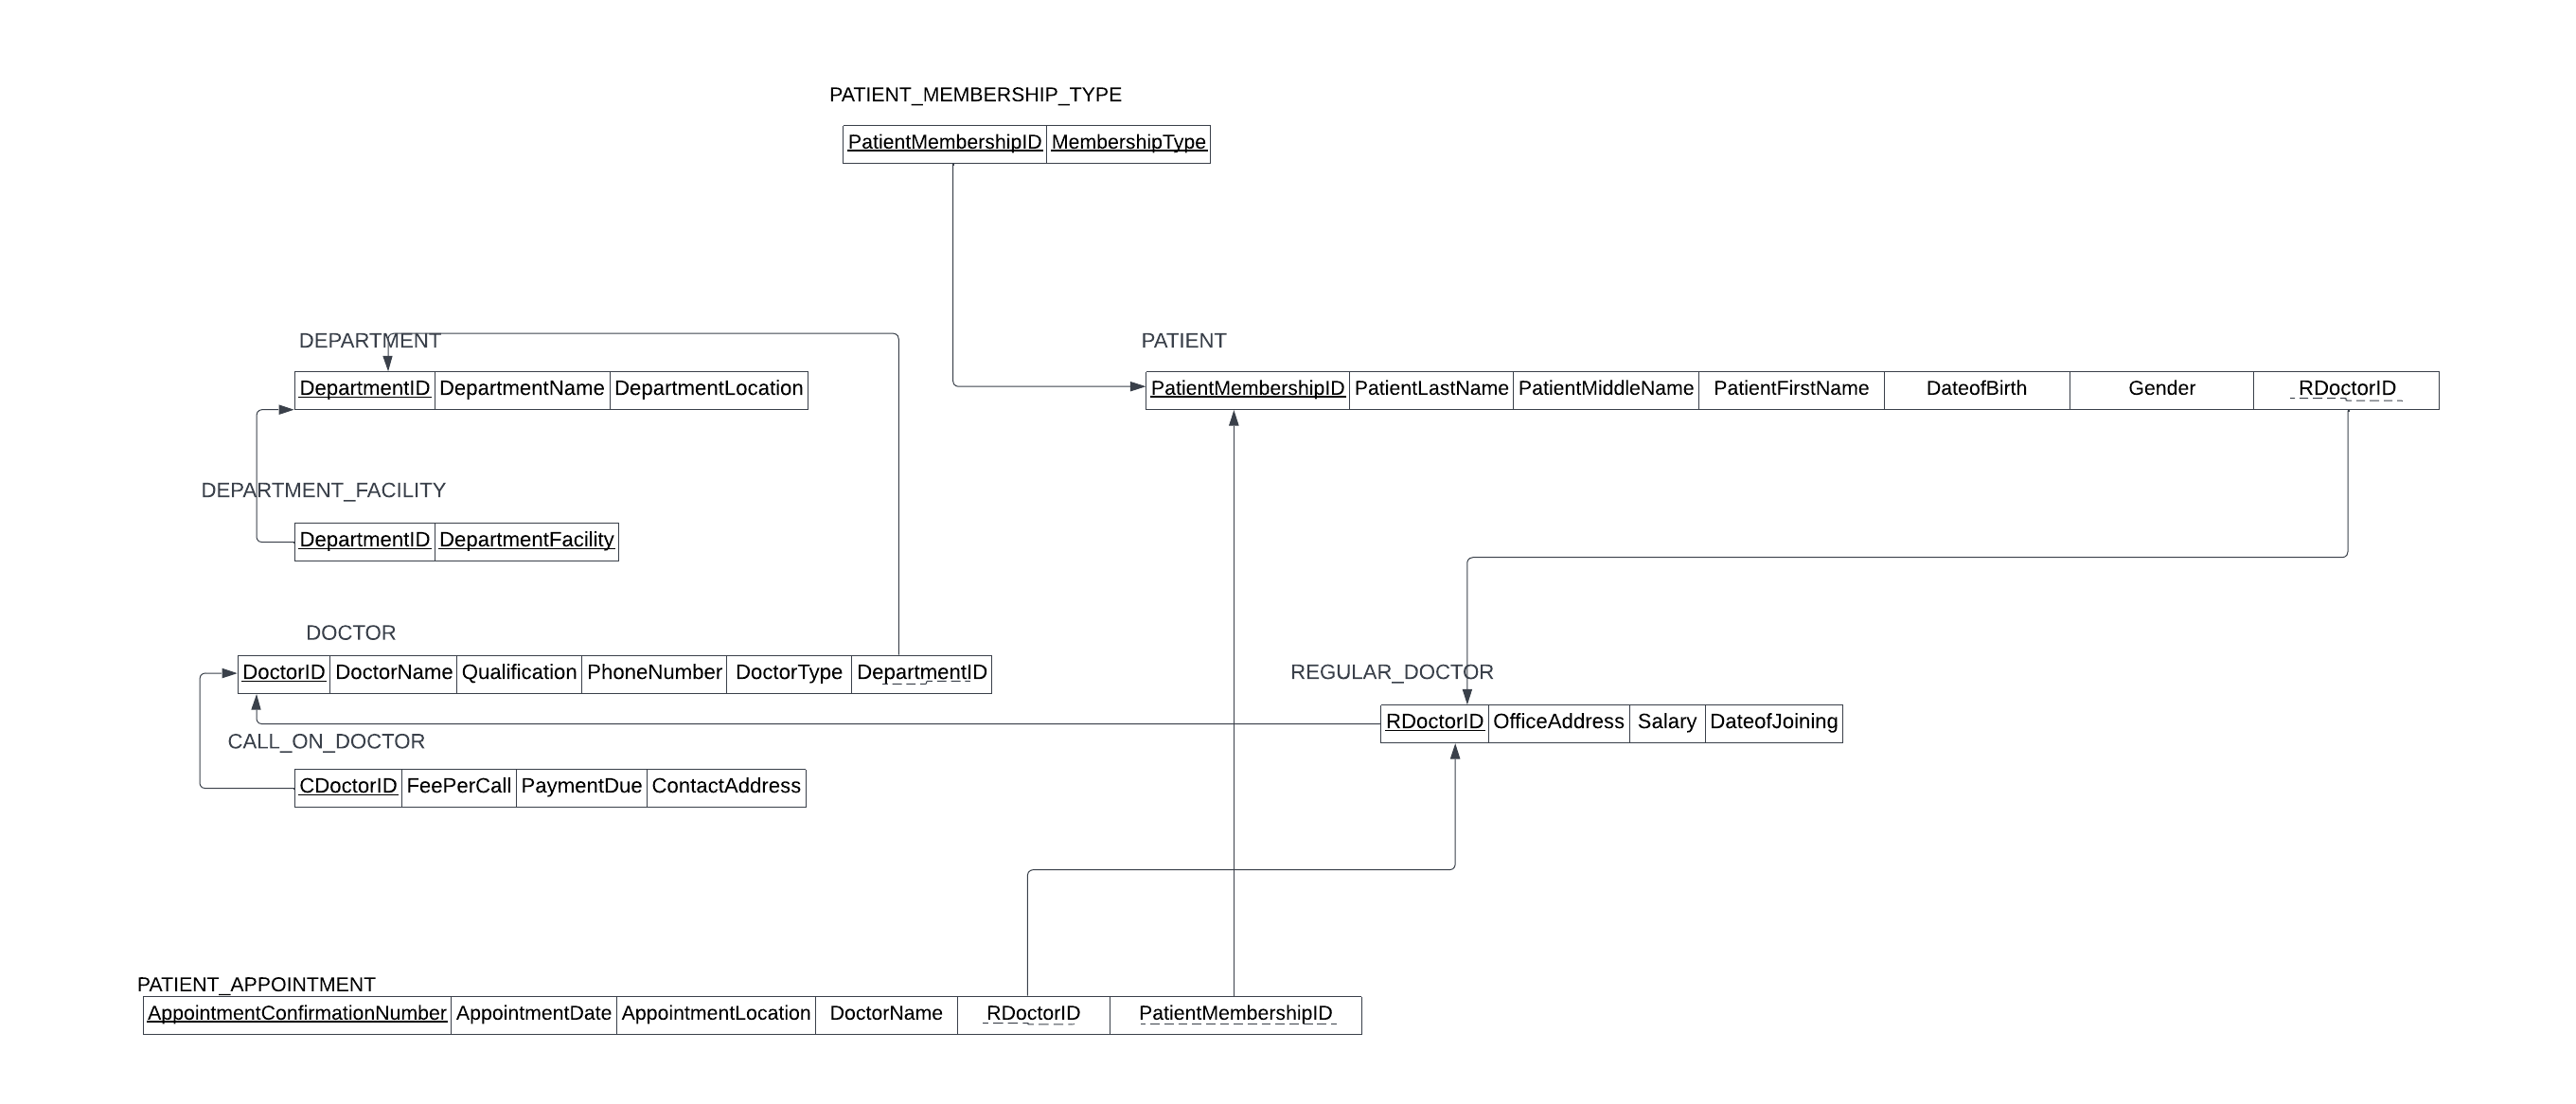 PATIENT_MEMBERSHIP_TYPE
PatientMembershipID MembershipType
DEPARTMENT
DepartmentID DepartmentName DepartmentLocation
PATIENT
PatientMembershipID PatientLastName PatientMiddleName PatientFirstName DateofBirth Gender RDoctorID
DEPARTMENT_FACILITY
DepartmentID DepartmentFacility
DOCTOR
DoctorID DoctorName Qualification PhoneNumber DoctorType DepartmentID
REGULAR_DOCTOR
RDoctorID OfficeAddress Salary DateofJoining
CALL_ON_DOCTOR
CDoctorID FeePerCall PaymentDue ContactAddress
PATIENT_APPOINTMENT
AppointmentConfirmationNumber AppointmentDate AppointmentLocation DoctorName RDoctorID PatientMembershipID